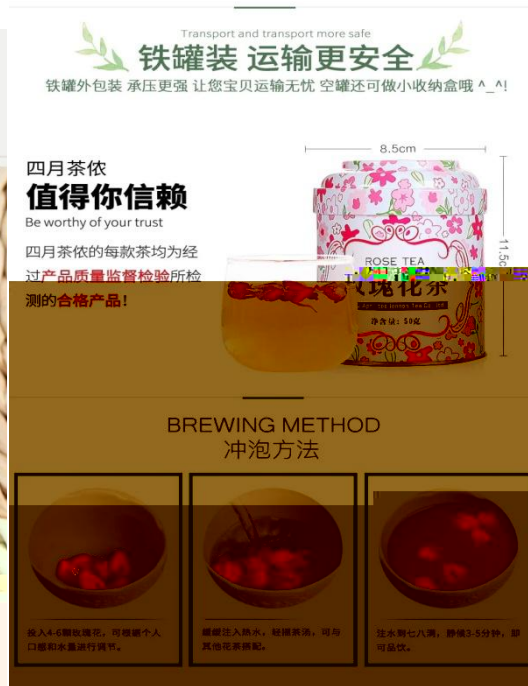 Transport and transport more safe
铁罐装 运输更安全
铁罐外包装 承压更强 让您宝贝运输无忧 空罐还可做小收纳盒哦 ^_^!
8.5cm
四月茶侬
值得你信赖
Be worthy of your trust
四月茶侬的每款茶均为经
过产品质量监督检验所检
测的合格产品!
ROSE TEA
玫瑰花茶
净含量: 50克
11.5c
BREWING METHOD
冲泡方法
投入4-6颗玫瑰花, 可根据个人
口感和水量进行调节。
缓缓注入热水, 轻摇茶汤, 可与
其他花茶搭配。
注水到七八满, 静候3-5分钟, 即
可品饮。